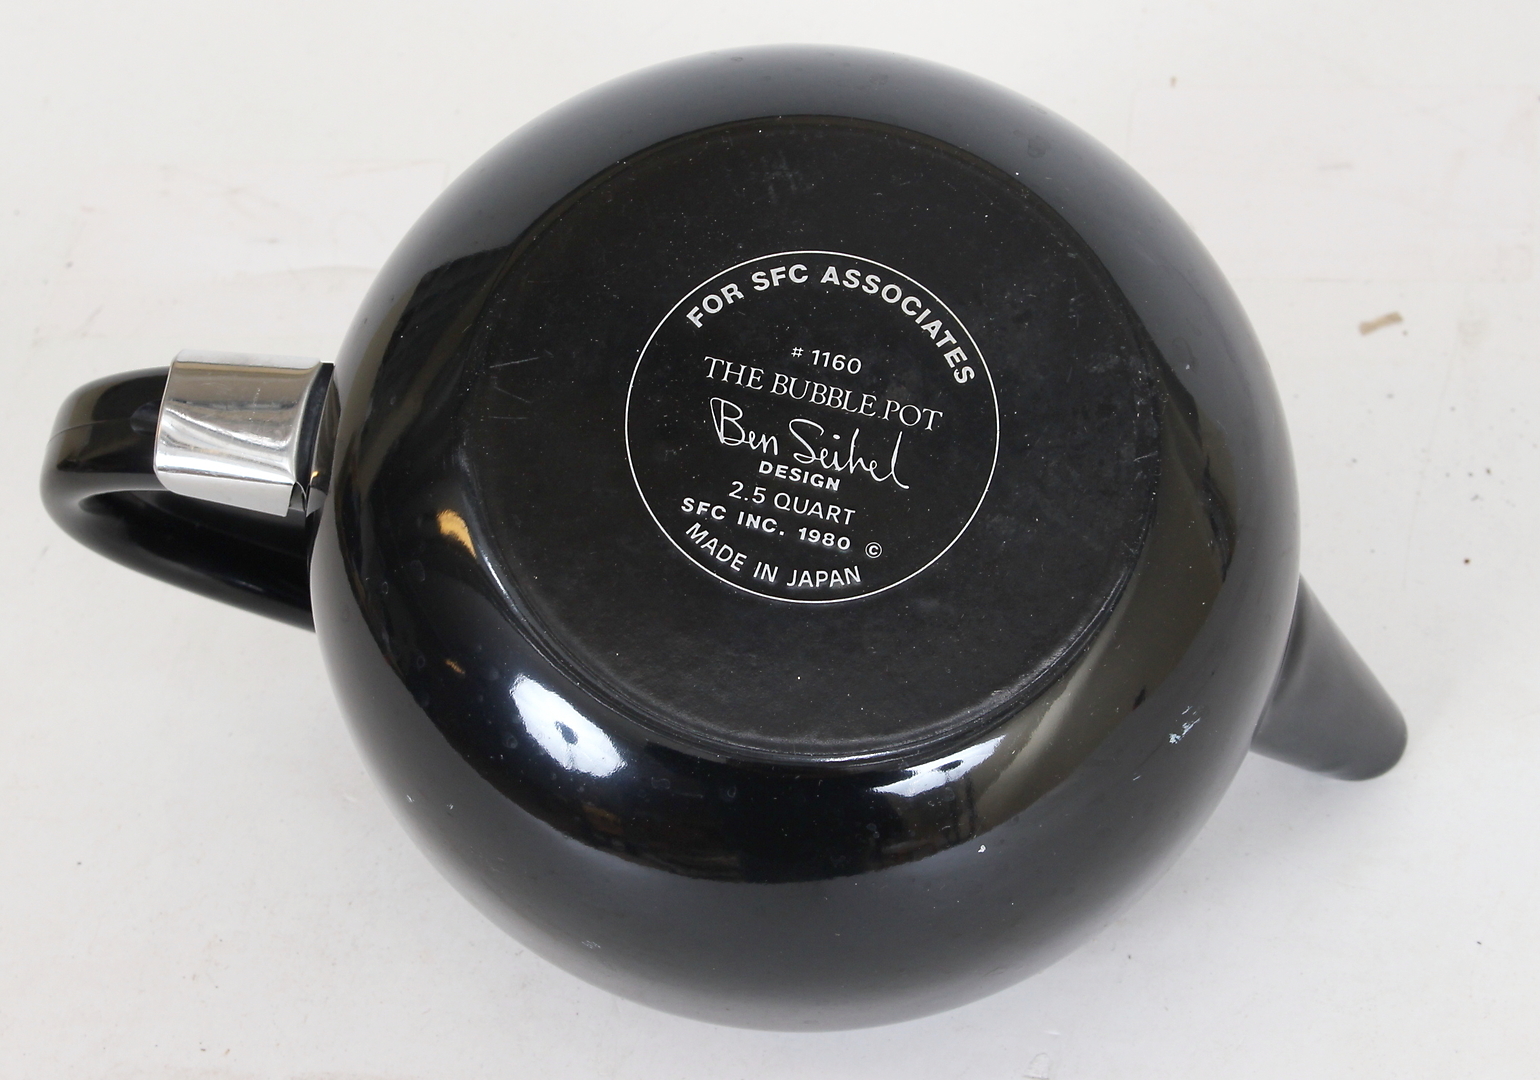 FOR SFC ASSOCIATES
# 1160
THE BUBBLE POT
Ben Seibel
DESIGN
2.5 QUART
SFC INC. 1980 ©
MADE IN JAPAN